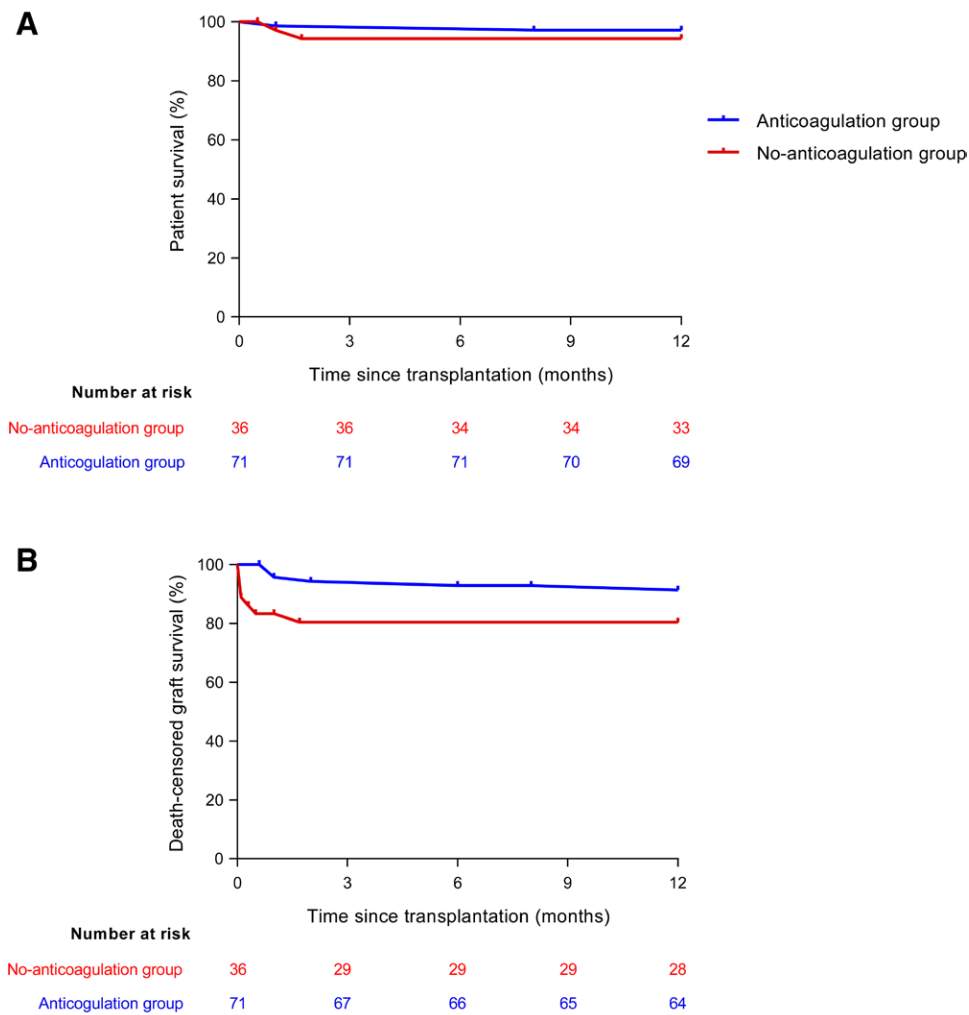 A
100
80
60
40
20
0
Patient survival (%)
0 3 6 9 12
Time since transplantation (months)
Anticoagulation group
No-anticoagulation group
Number at risk
No-anticoagulation group 36 36 34 34 33
Anticogulation group 71 71 71 70 69
B
100
80
60
40
20
0
Death-censored graft survival (%)
0 3 6 9 12
Time since transplantation (months)
Number at risk
No-anticoagulation group 36 29 29 29 28
Anticogulation group 71 67 66 65 64